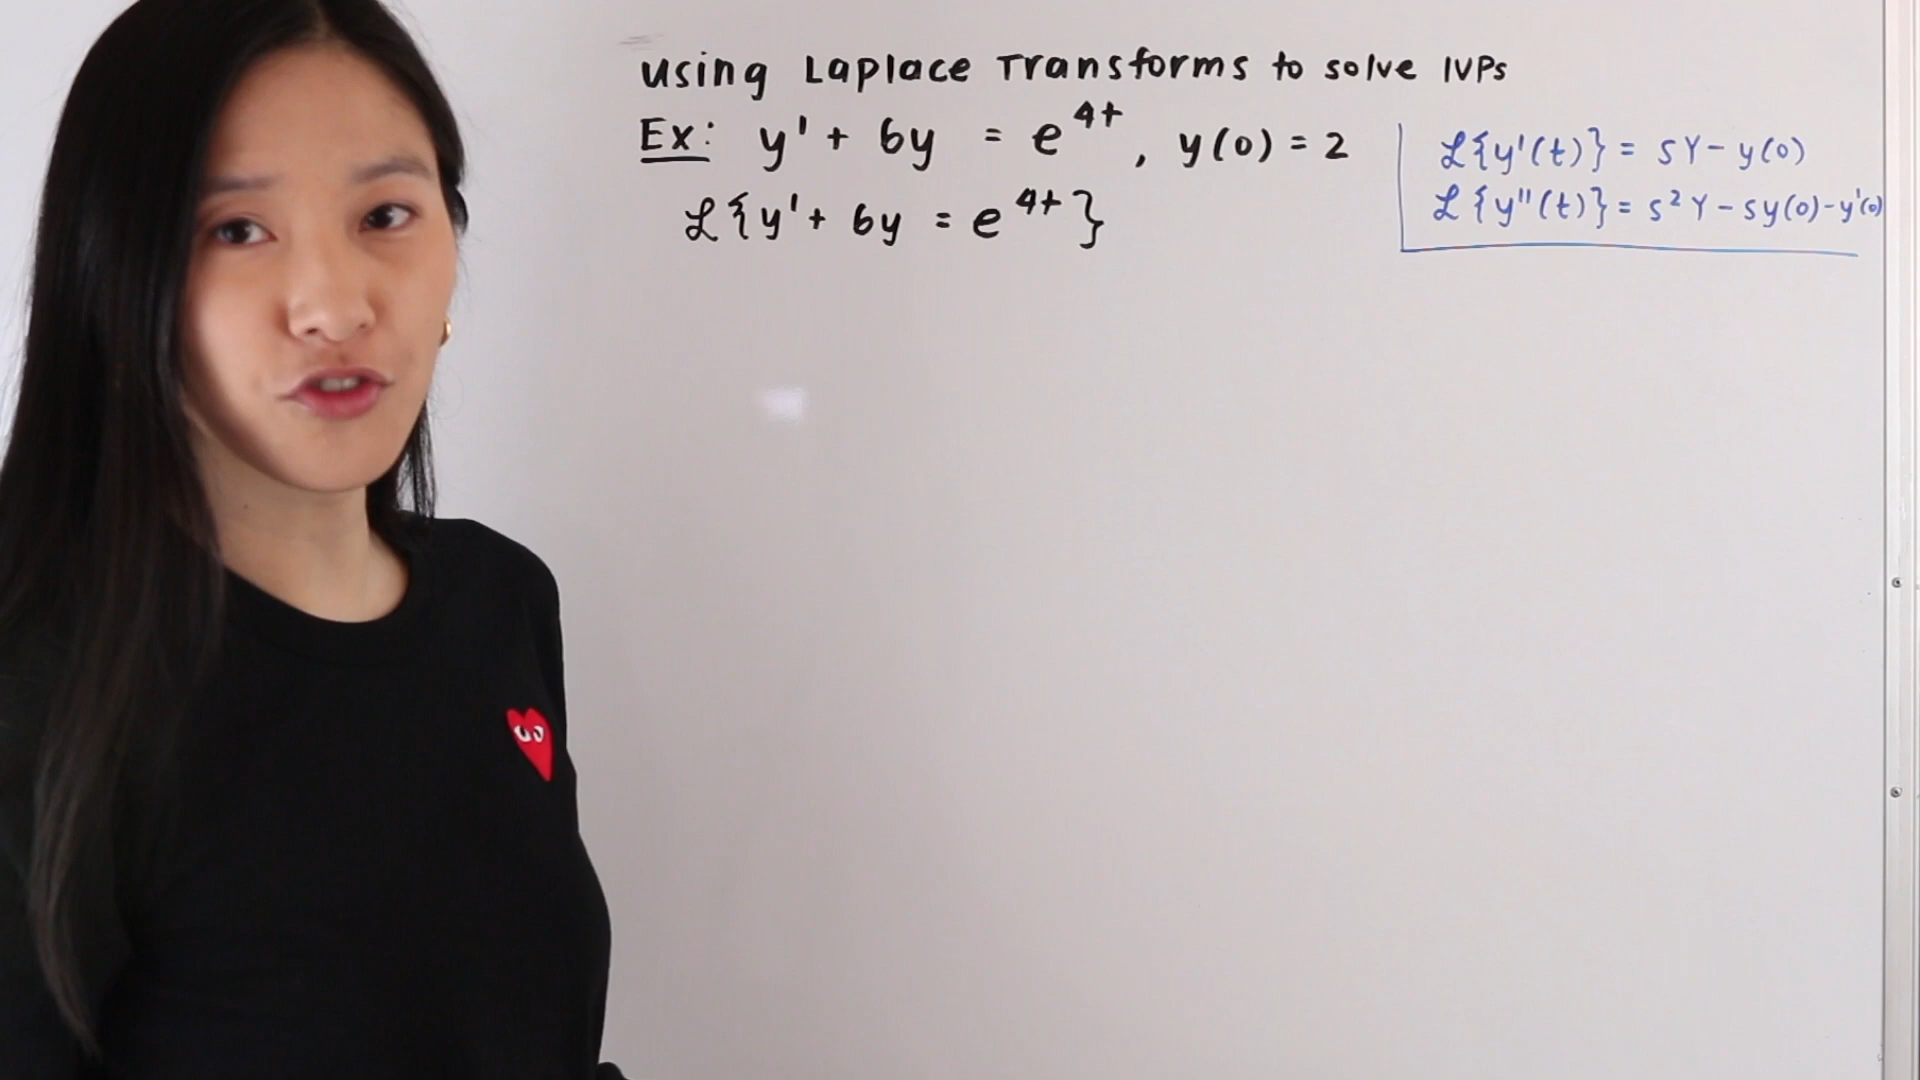 Using Laplace Transforms to solve IVPs
Ex: y' + 6y = e^{4t}, y(0) = 2
ℒ{y' + 6y = e^{4t}}
ℒ{y'(t)} = sY - y(0)
ℒ{y''(t)} = s²Y - sy(0) - y'(0)